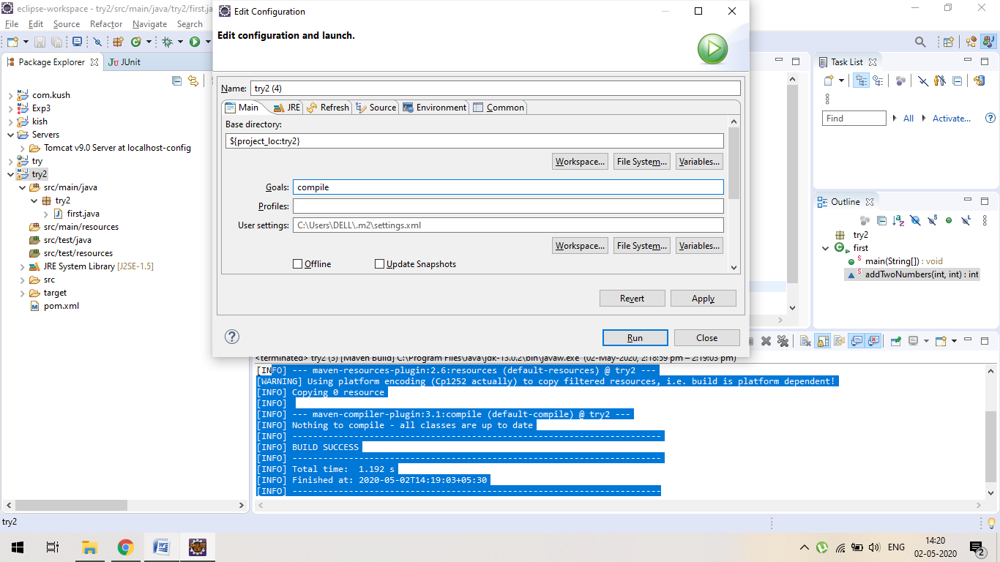 eclipse-workspace - try2/src/main/java/try2/first.ja
Edit Configuration
File Edit Source Refactor Navigate Search
Edit configuration and launch.
Package Explorer
JUnit
Task List
Find
All
Activate...
Name: try2 (4)
Main
JRE
Refresh
Source
Environment
Common
Base directory:
${project_loc:try2}
Workspace...
File System...
Variables...
Goals: compile
Profiles:
User settings: C:\Users\DELL\.m2\settings.xml
Workspace...
File System...
Variables...
Offline
Update Snapshots
Revert
Apply
Run
Close
com.kush
Exp3
kish
Servers
Tomcat v9.0 Server at localhost-config
try
try2
src/main/java
try2
first.java
src/main/resources
src/test/java
src/test/resources
JRE System Library [J2SE-1.5]
src
target
pom.xml
Outline
try2
first
main(String[]) : void
addTwoNumbers(int, int) : int
<terminated> try2 (3) [Maven Build] C:\Program Files\Java\jdk-13.0.2\bin\javaw.exe (02-May-2020, 2:18:59 pm – 2:19:03 pm)
[INFO] --- maven-resources-plugin:2.6:resources (default-resources) @ try2 ---
[WARNING] Using platform encoding (Cp1252 actually) to copy filtered resources, i.e. build is platform dependent!
[INFO] Copying 0 resource
[INFO]
[INFO] --- maven-compiler-plugin:3.1:compile (default-compile) @ try2 ---
[INFO] Nothing to compile - all classes are up to date
[INFO] ------------------------------------------------------------------------
[INFO] BUILD SUCCESS
[INFO] ------------------------------------------------------------------------
[INFO] Total time:  1.192 s
[INFO] Finished at: 2020-05-02T14:19:03+05:30
[INFO] ------------------------------------------------------------------------
try2
ENG
14:20
02-05-2020
2